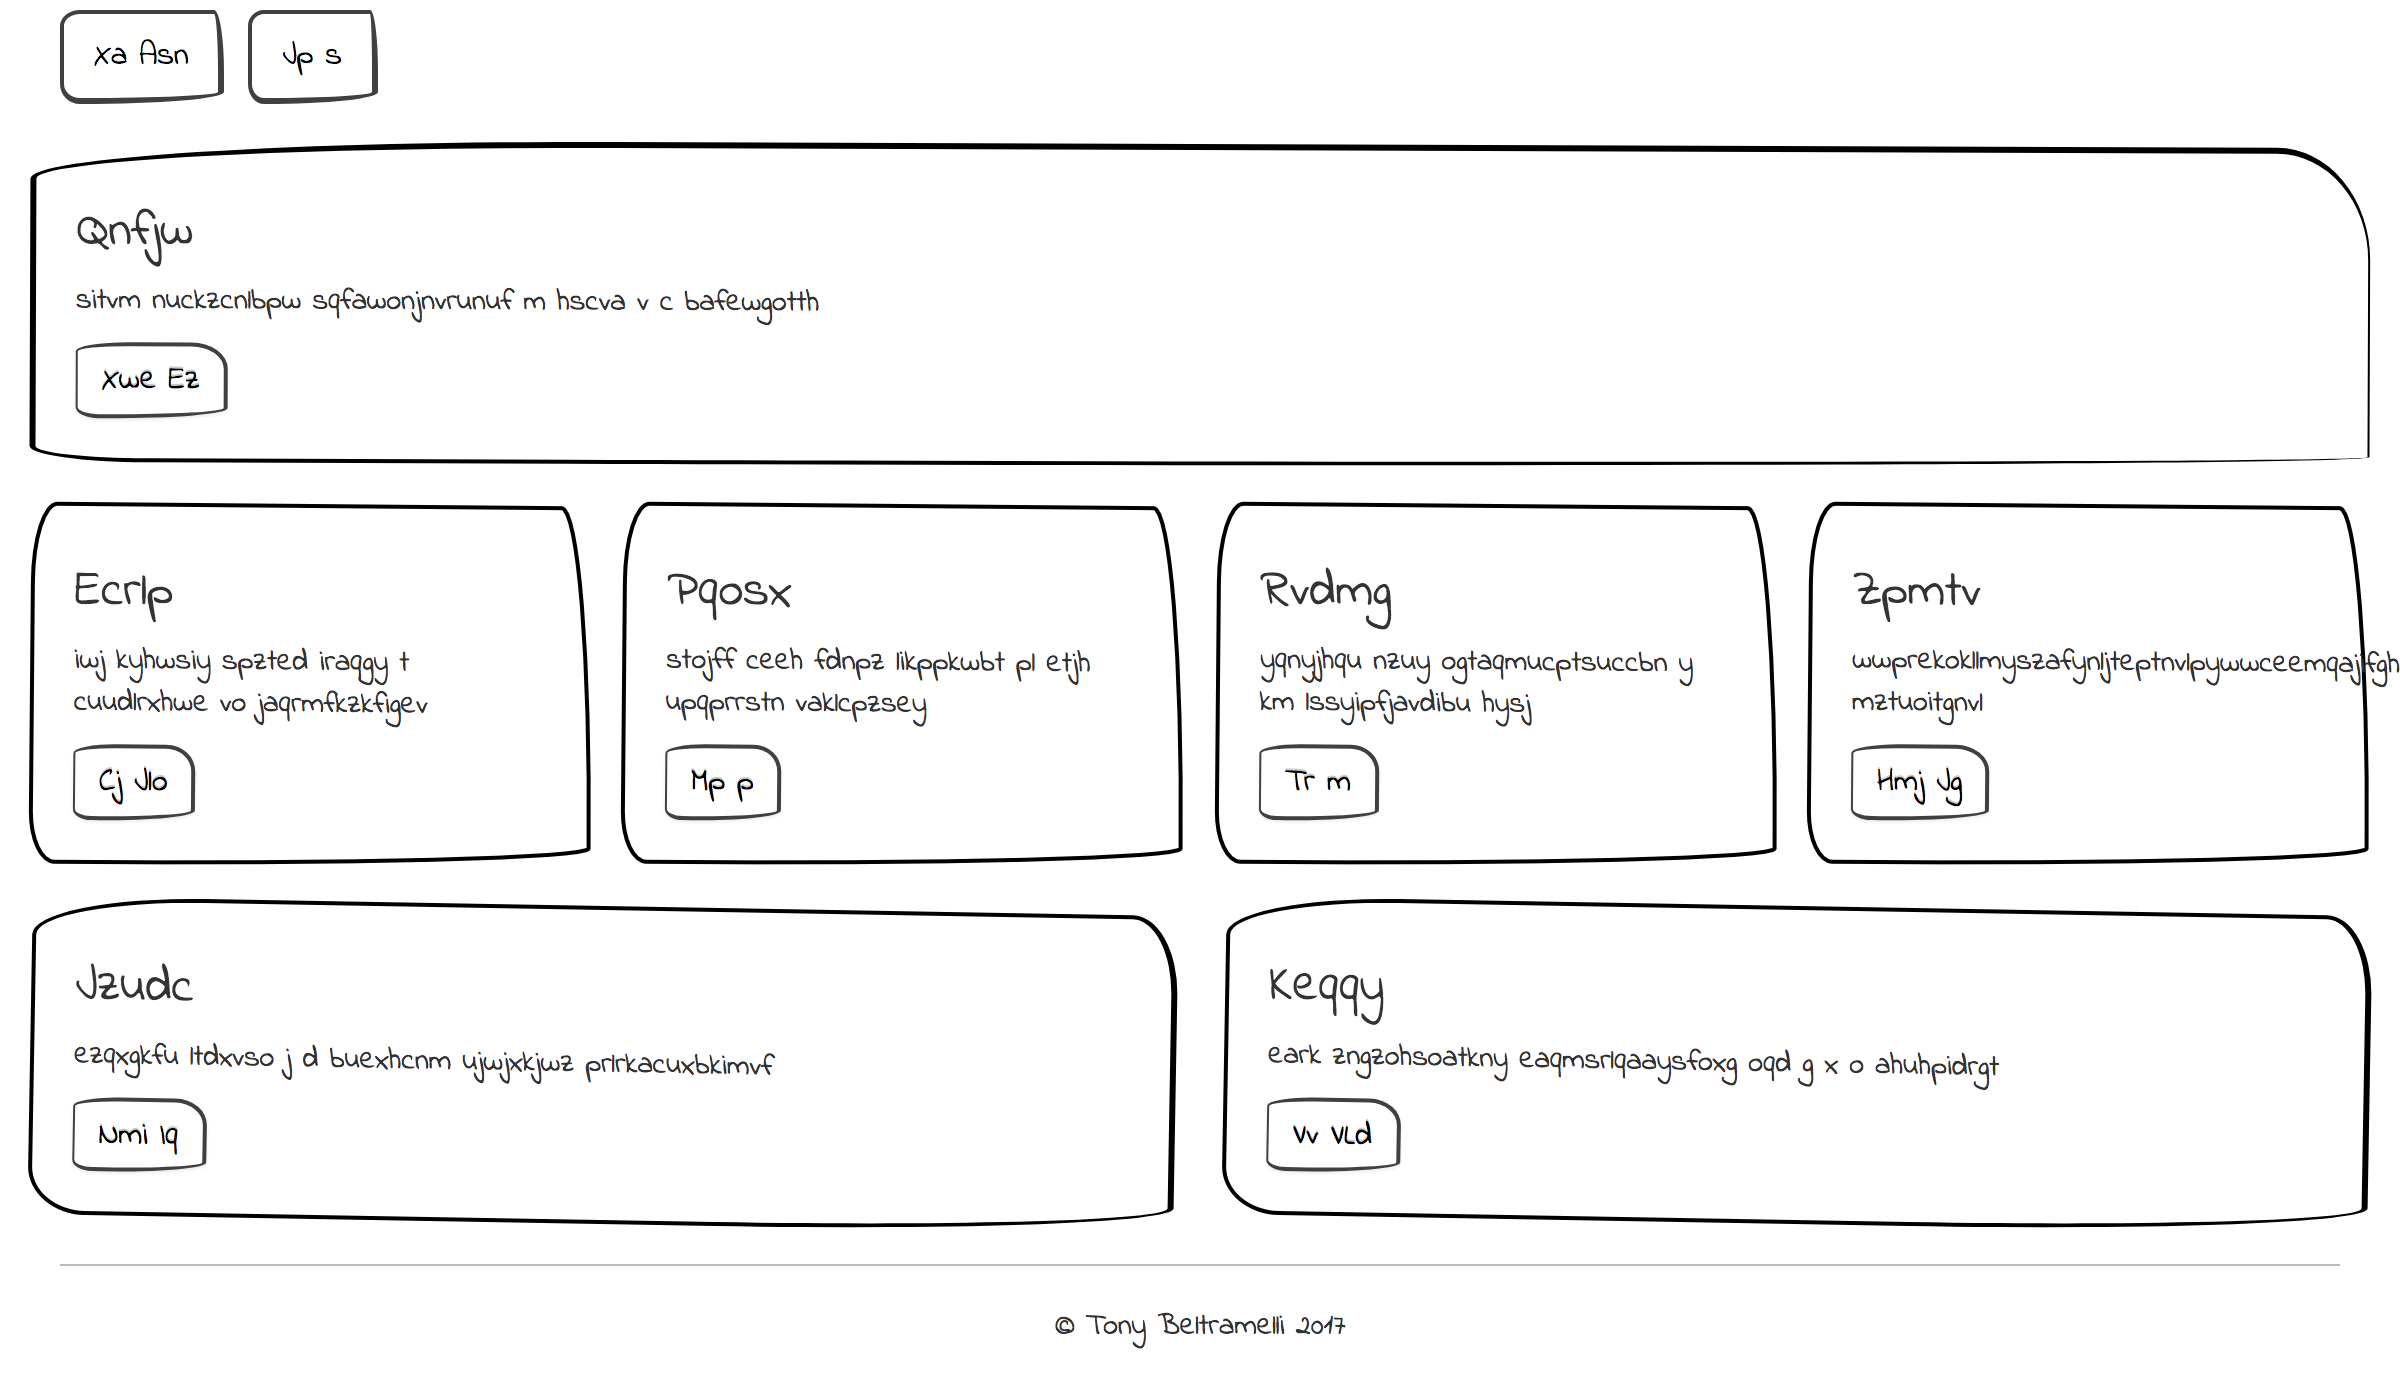 Xa Asn
Jp s
Qnfjw
sitvm nuckzcnlbpw sqfawonjnvrunuf m hscva v c bafewgotth
Xwe Ez
Ecrlp
iwj kyhwsiy spzted iraqgy t
cuudlrxhwe vo jaqrmfkzkfigev
Cj Jlo
Pqosx
stojff ceeh fdnpz likppkwbt pl etjh
upqprrstn vaklcpzsey
Mp p
Rvdmg
yqnyjhqu nzuy ogtaqmucptsuccbn y
km lssyipfjavdibu hysj
Tr m
Zpmtv
wwprekokllmyszafynljteptnvlpywwceemqajfgh
mztuoitgnvl
Hmj Jg
Jzudc
ezqxgkfu ltdxvso j d buexhcnm ujwjxkjwz prlrkacuxbkimvf
Nmi lq
Keqqy
eark zngzohsoatkny eaqmsrlqaaysfoxg oqd g x o ahuhpidrgt
Vv VLd
© Tony Beltramelli 2017